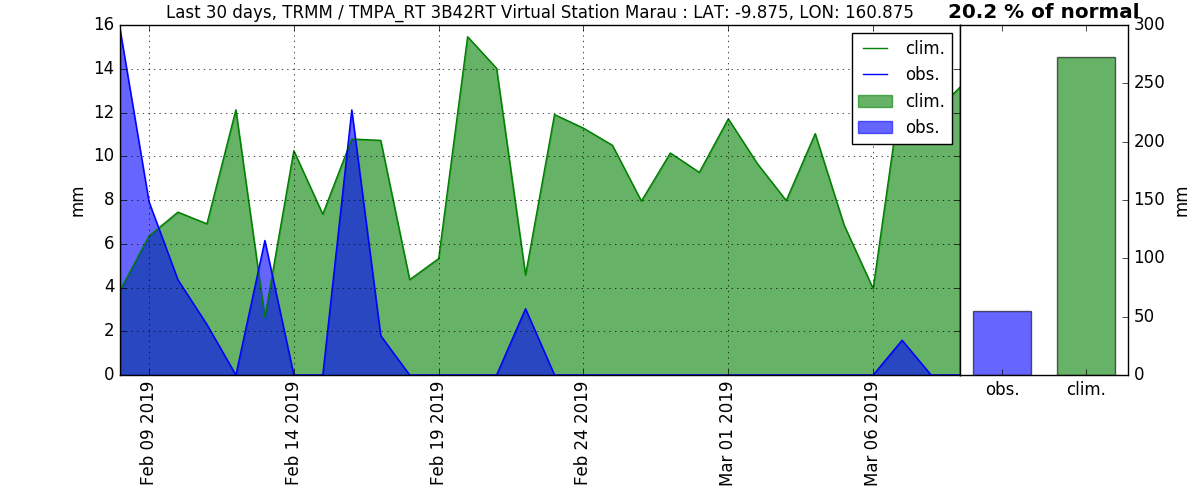 Last 30 days, TRMM / TMPA_RT 3B42RT Virtual Station Marau : LAT: -9.875, LON: 160.875
20.2 % of normal
16
14
12
10
8
6
4
2
0
mm
clim.
obs.
clim.
obs.
300
250
200
150
100
50
0
mm
Feb 09 2019
Feb 14 2019
Feb 19 2019
Feb 24 2019
Mar 01 2019
Mar 06 2019
obs.
clim.